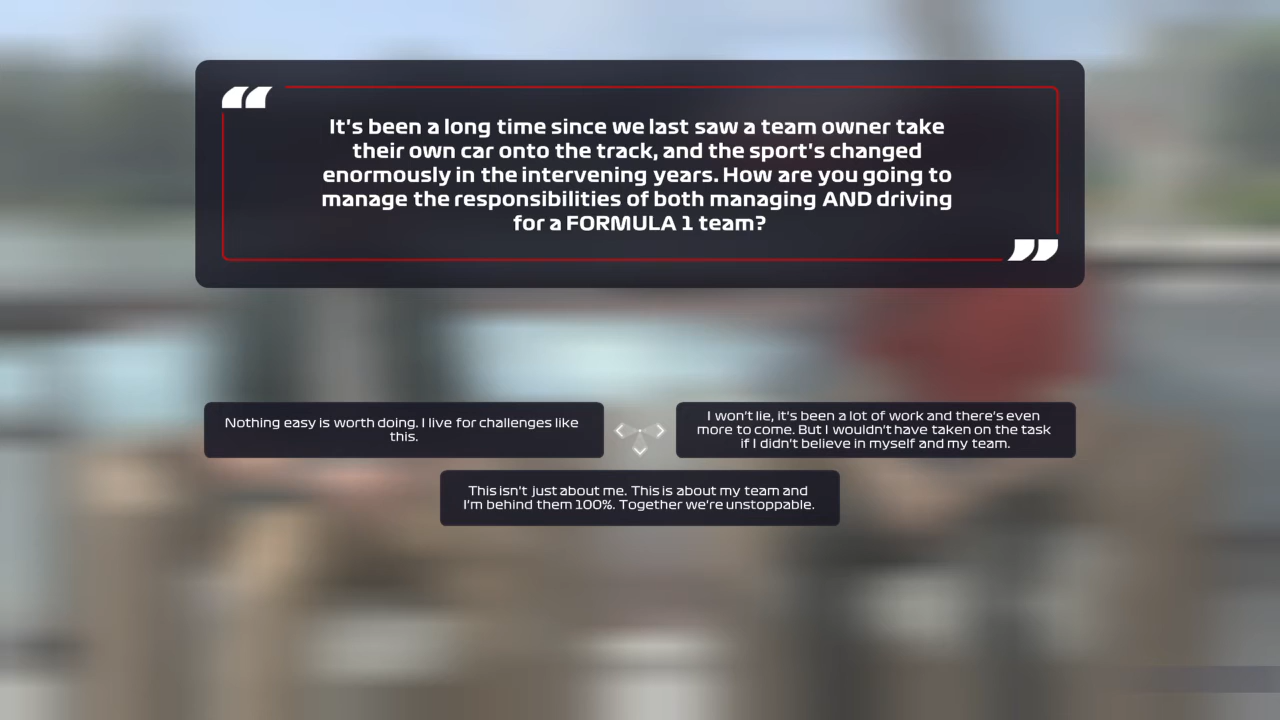 It's been a long time since we last saw a team owner take
their own car onto the track, and the sport's changed
enormously in the intervening years. How are you going to
manage the responsibilities of both managing AND driving
for a FORMULA 1 team?
Nothing easy is worth doing. I live for challenges like
this.
I won't lie, it's been a lot of work and there's even
more to come. But I wouldn't have taken on the task
if I didn't believe in myself and my team.
This isn't just about me. This is about my team and
I'm behind them 100%. Together we're unstoppable.